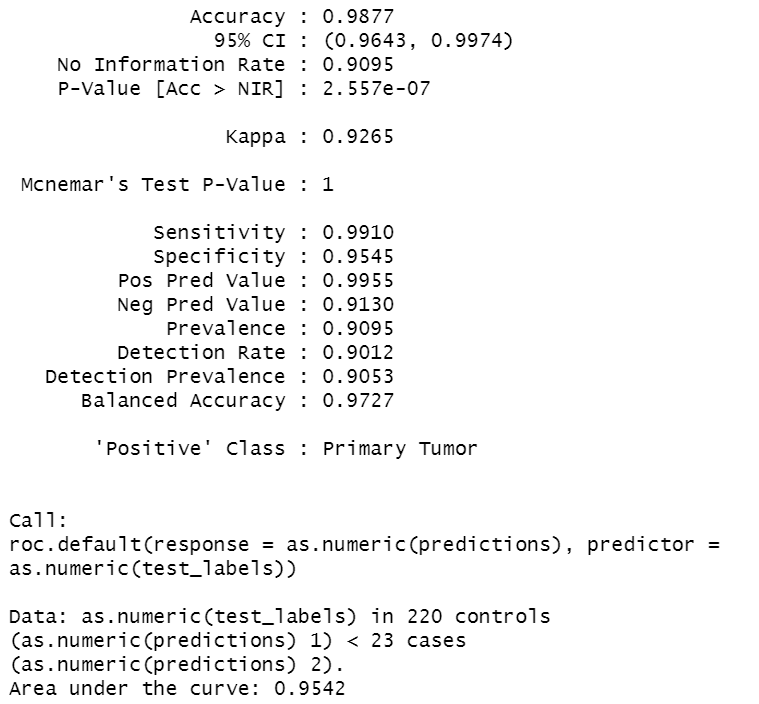 Accuracy : 0.9877
95% CI : (0.9643, 0.9974)
No Information Rate : 0.9095
P-Value [Acc > NIR] : 2.557e-07
Kappa : 0.9265
Mcnemar's Test P-Value : 1
Sensitivity : 0.9910
Specificity : 0.9545
Pos Pred Value : 0.9955
Neg Pred Value : 0.9130
Prevalence : 0.9095
Detection Rate : 0.9012
Detection Prevalence : 0.9053
Balanced Accuracy : 0.9727
'Positive' Class : Primary Tumor
Call:
roc.default(response = as.numeric(predictions), predictor =
as.numeric(test_labels))
Data: as.numeric(test_labels) in 220 controls
(as.numeric(predictions) 1) < 23 cases
(as.numeric(predictions) 2).
Area under the curve: 0.9542